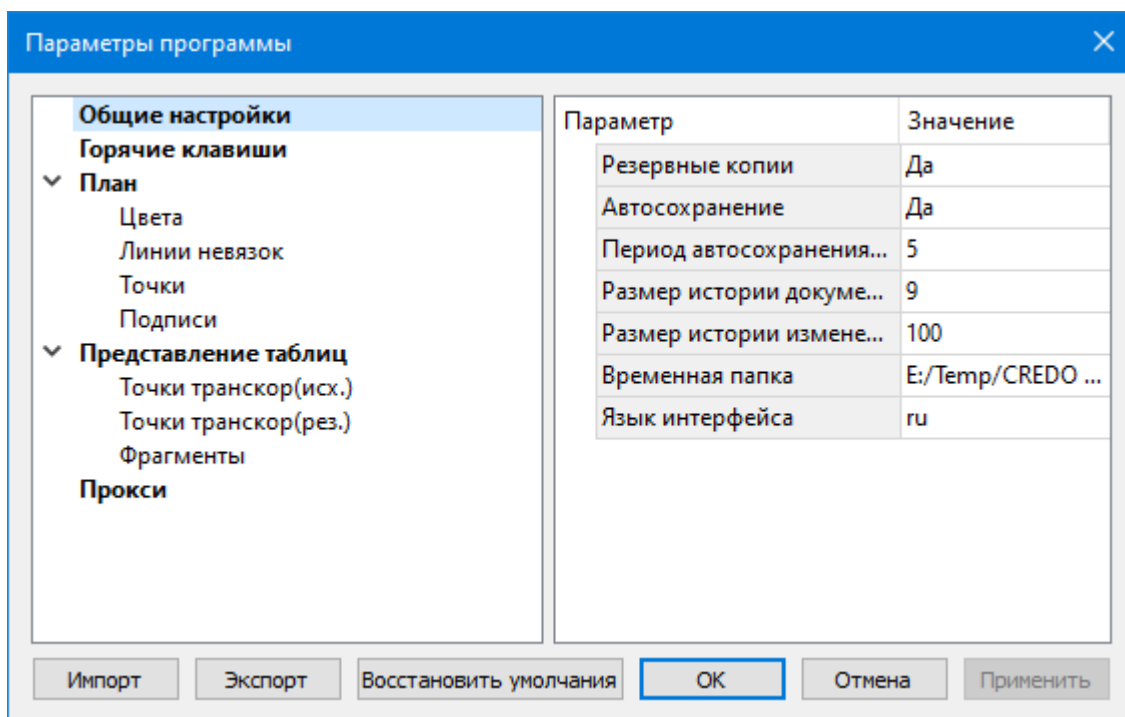 Параметры программы
Общие настройки
Горячие клавиши
План
Цвета
Линии невязок
Точки
Подписи
Представление таблиц
Точки транскор(исх.)
Точки транскор(рез.)
Фрагменты
Прокси
Параметр Значение
Резервные копии Да
Автосохранение Да
Период автосохранения... 5
Размер истории докуме... 9
Размер истории измене... 100
Временная папка E:/Temp/CREDO ...
Язык интерфейса ru
Импорт Экспорт Восстановить умолчания ОК Отмена Применить